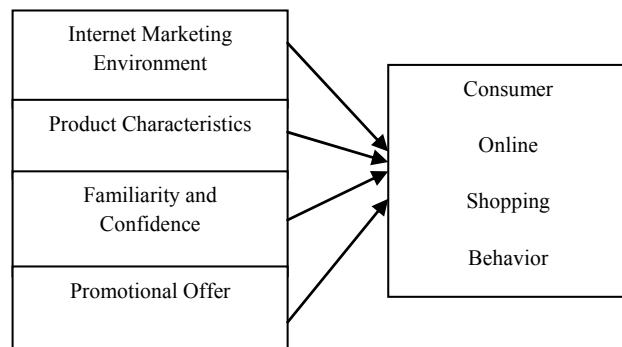 Internet Marketing
Environment
Product Characteristics
Familiarity and
Confidence
Promotional Offer
Consumer
Online
Shopping
Behavior